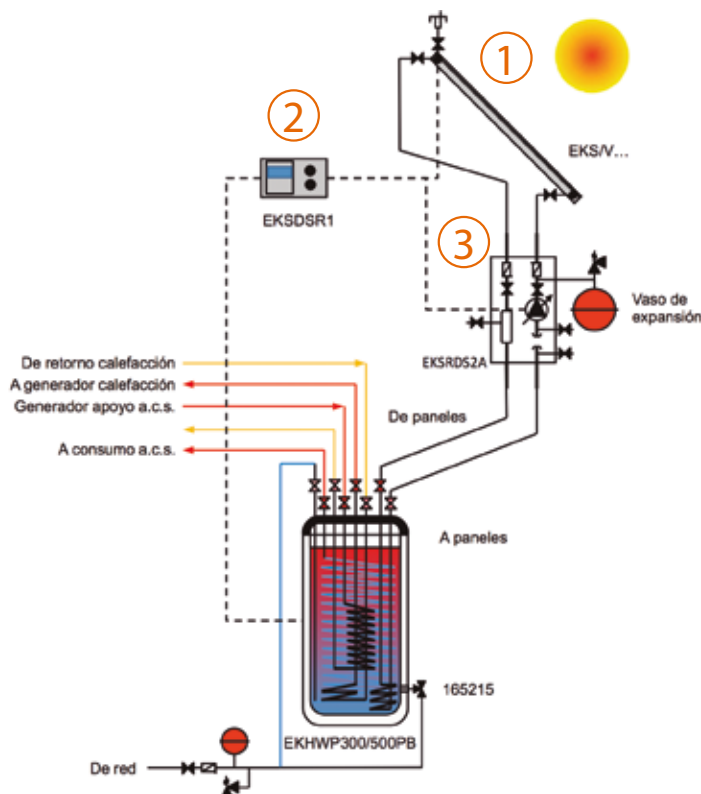 1
2
EKS/V...
EKSDSR1
3
Vaso de
expansión
De retorno calefacción
EKSRDS2A
A generador calefacción
Generador apoyo a.c.s.
De paneles
A consumo a.c.s.
A paneles
165215
EKHWP300/500PB
De red